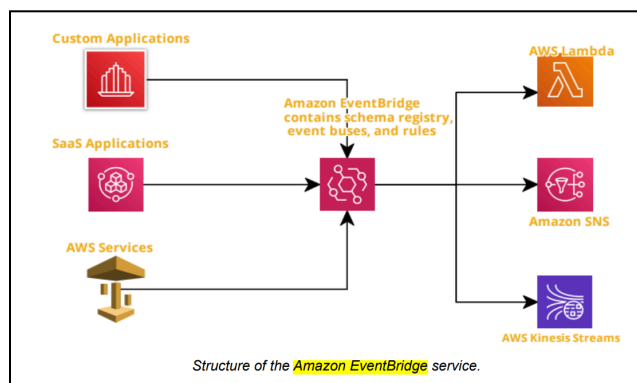 Custom Applications
AWS Lambda
Amazon EventBridge
contains schema registry,
event buses, and rules
SaaS Applications
Amazon SNS
AWS Services
AWS Kinesis Streams
Structure of the Amazon EventBridge service.